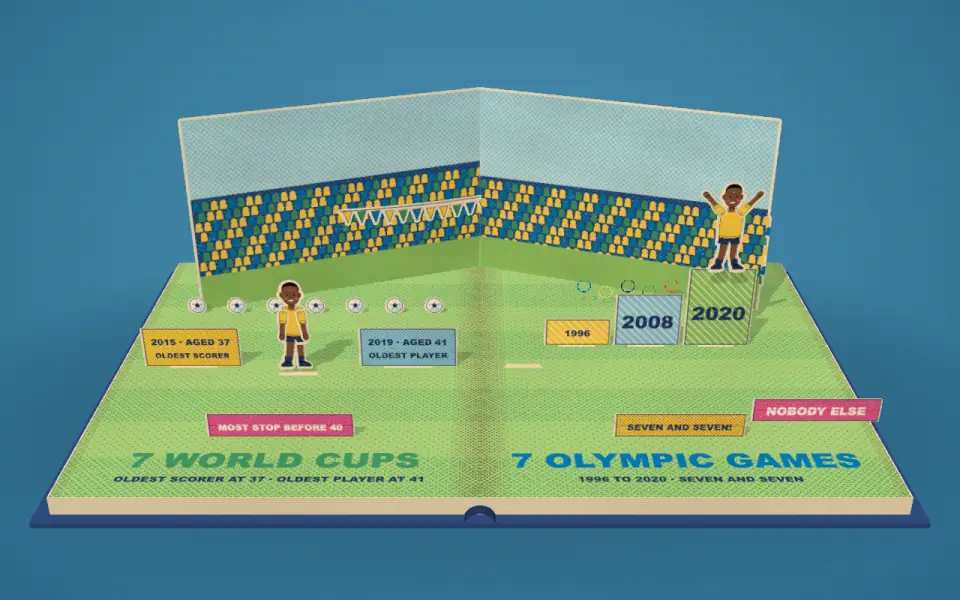 2015 · AGED 37
OLDEST SCORER
2019 · AGED 41
OLDEST PLAYER
MOST STOP BEFORE 40
7 WORLD CUPS
OLDEST SCORER AT 37 · OLDEST PLAYER AT 41
1996
2008
2020
NOBODY ELSE
SEVEN AND SEVEN!
7 OLYMPIC GAMES
1996 TO 2020 · SEVEN AND SEVEN